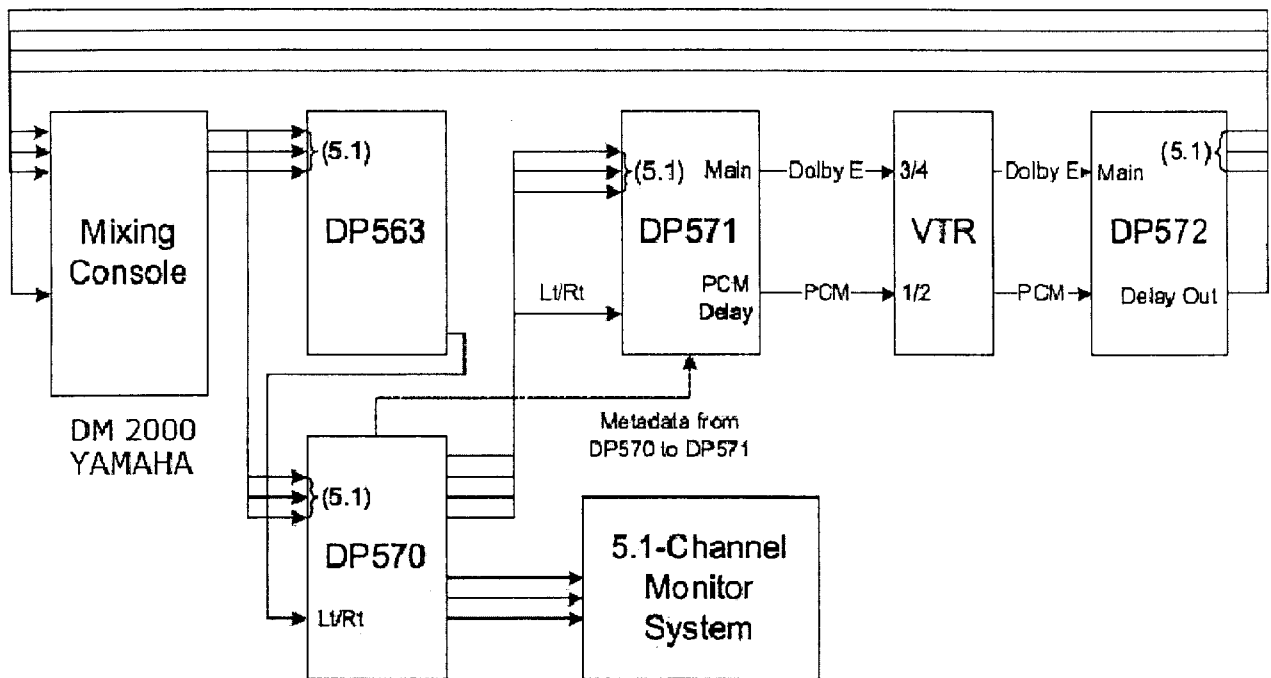 Mixing
Console
DM 2000
YAMAHA
(5.1)
DP563
(5.1)
DP570
Lt/Rt
Lt/Rt
(5.1) Main
DP571
PCM
Delay
Metadata from
DP570 to DP571
5.1-Channel
Monitor
System
Dolby E
PCM
3/4
VTR
1/2
Dolby E
PCM
(5.1)
Main
DP572
Delay Out